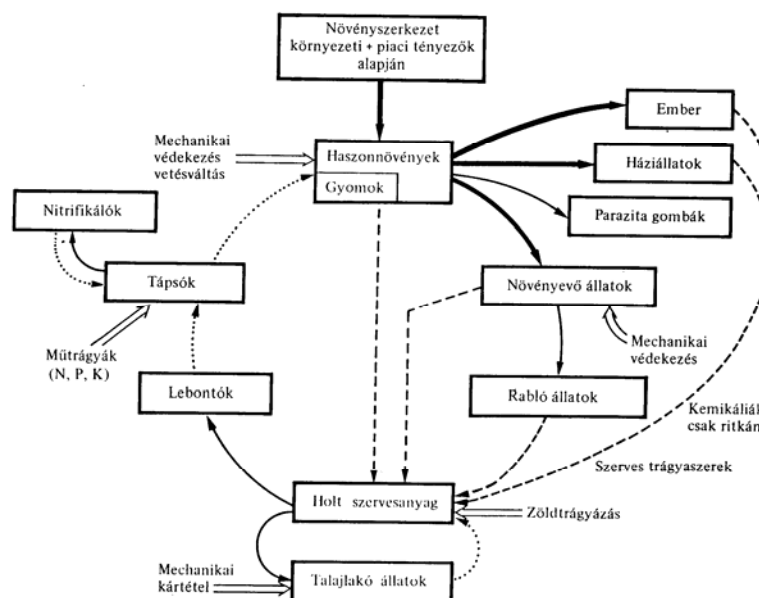 Növényszerkezet
környezeti + piaci tényezők
alapján
Ember
Mechanikai
védekezés
vetésváltás
Haszonnövények
Gyomok
Háziállatok
Nitrifikálók
Parazita gombák
Tápsók
Növényevő állatok
Műtrágyák
(N, P, K)
Mechanikai
védekezés
Lebontók
Rabló állatok
Kemikáliák
csak ritkán
Szerves trágyaszerek
Holt szervesanyag
Zöldtrágyázás
Mechanikai
kártétel
Talajlakó állatok